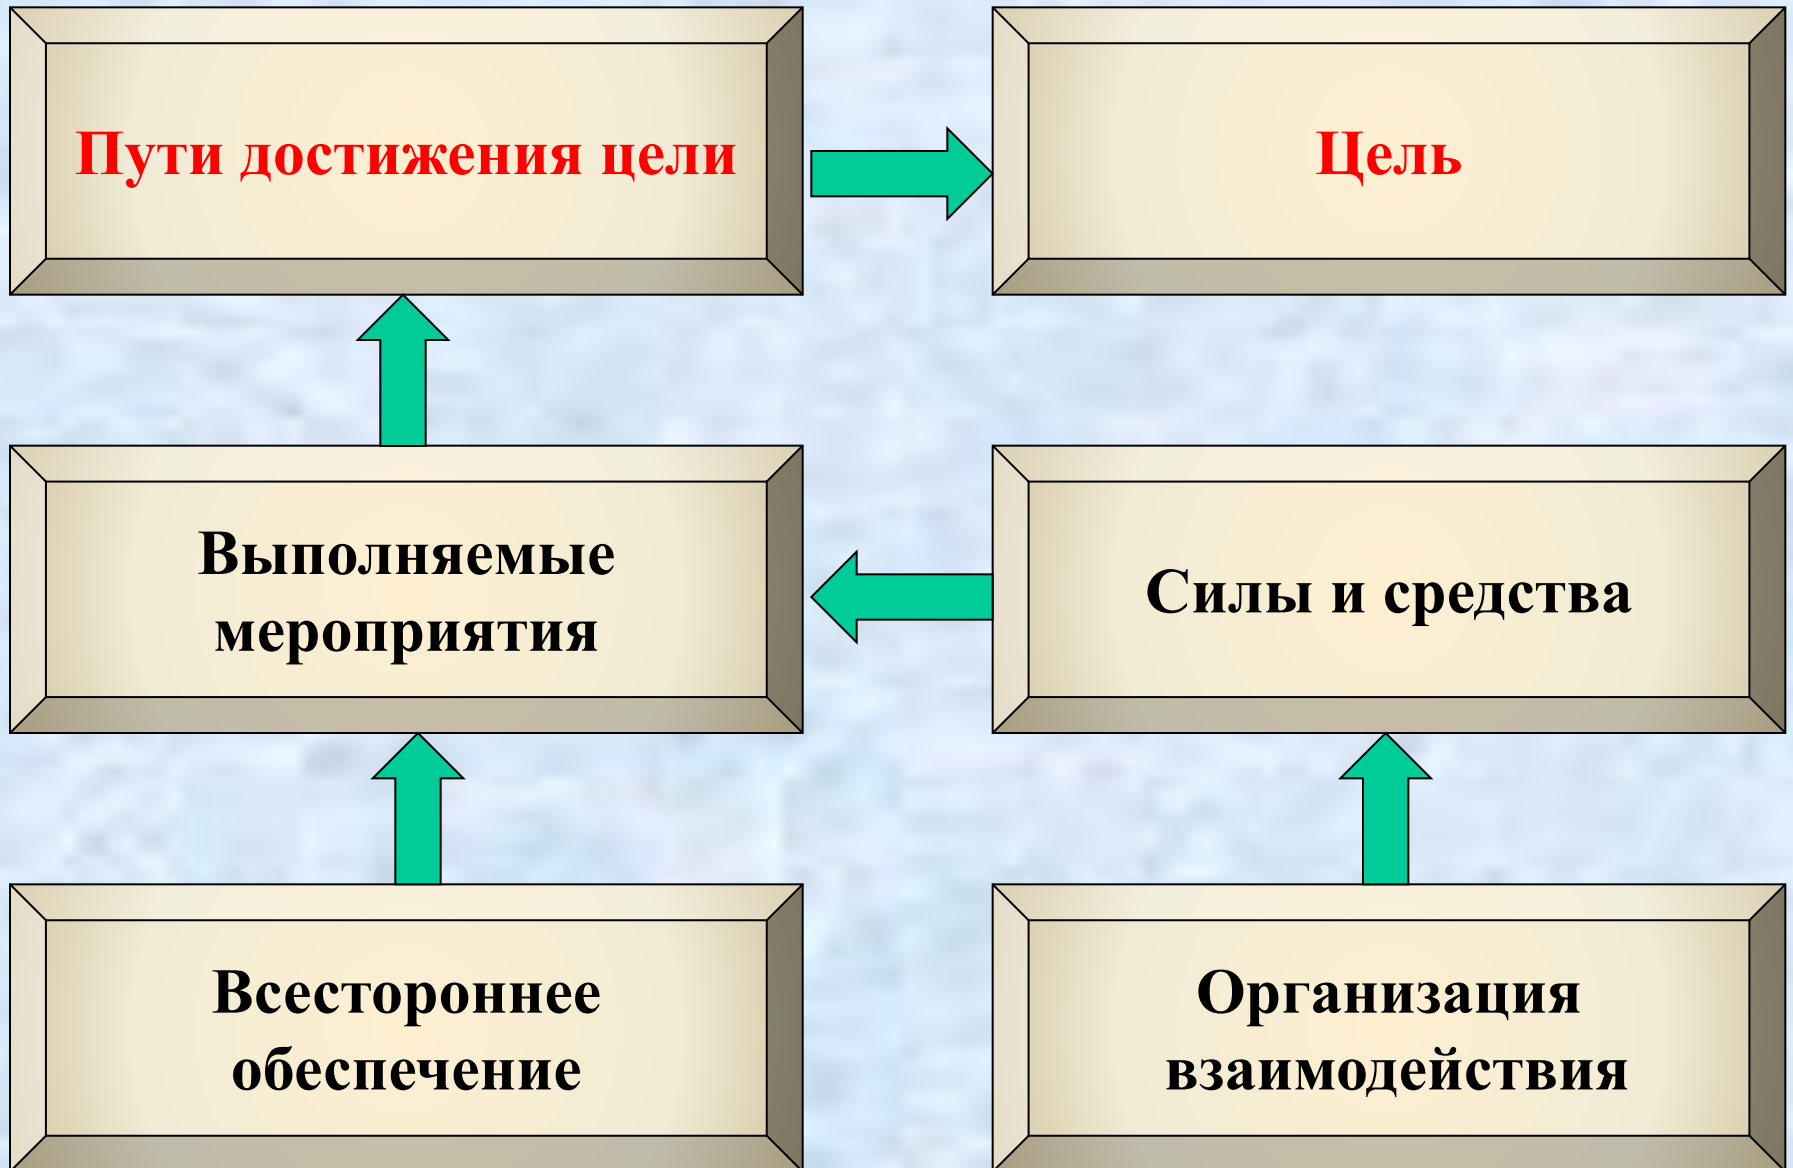 Пути достижения цели
Цель
Выполняемые
мероприятия
Силы и средства
Всестороннее
обеспечение
Организация
взаимодействия